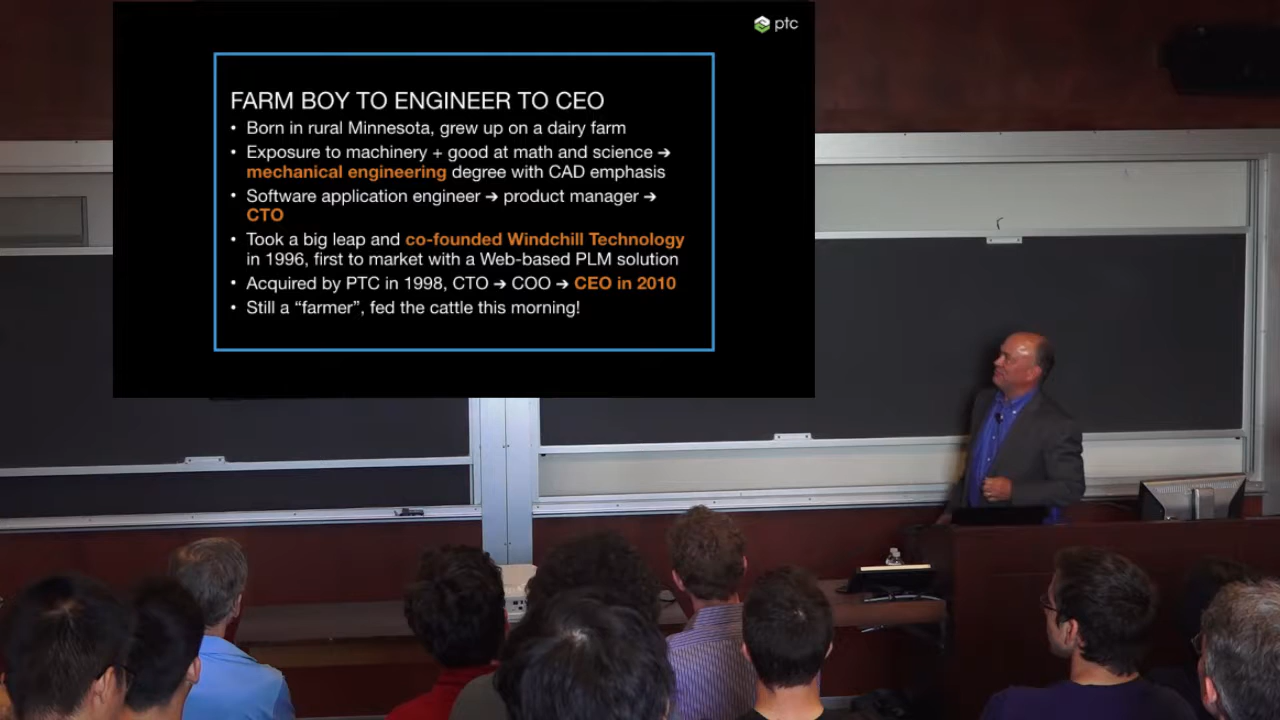 ptc
FARM BOY TO ENGINEER TO CEO
• Born in rural Minnesota, grew up on a dairy farm
• Exposure to machinery + good at math and science ➔
mechanical engineering degree with CAD emphasis
• Software application engineer ➔ product manager ➔
CTO
• Took a big leap and co-founded Windchill Technology
in 1996, first to market with a Web-based PLM solution
• Acquired by PTC in 1998, CTO ➔ COO ➔ CEO in 2010
• Still a “farmer”, fed the cattle this morning!